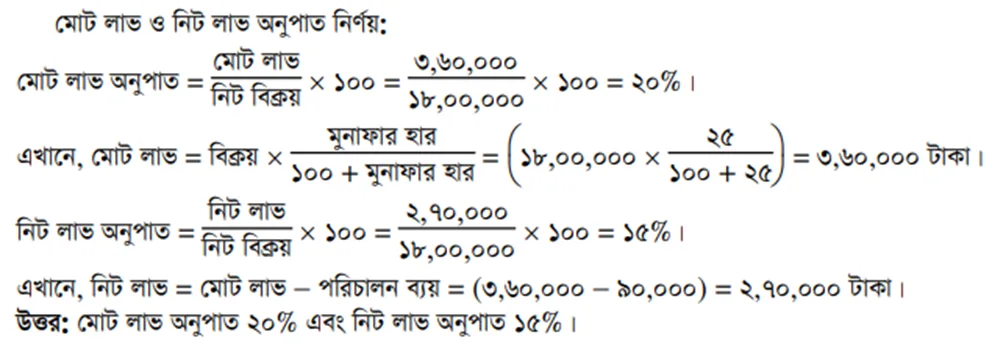 মোট লাভ ও নিট লাভ অনুপাত নির্ণয়:
মোট লাভ অনুপাত = মোট লাভ / নিট বিক্রয় × ১০০ = ৩,৬০,০০০ / ১৮,০০,০০০ × ১০০ = ২০%।
এখানে, মোট লাভ = বিক্রয় × মুনাফার হার / ১০০ + মুনাফার হার = (১৮,০০,০০০ × ২৫ / ১০০ + ২৫) = ৩,৬০,০০০ টাকা।
নিট লাভ অনুপাত = নিট লাভ / নিট বিক্রয় × ১০০ = ২,৭০,০০০ / ১৮,০০,০০০ × ১০০ = ১৫%।
এখানে, নিট লাভ = মোট লাভ – পরিচালন ব্যয় = (৩,৬০,০০০ – ৯০,০০০) = ২,৭০,০০০ টাকা।
উত্তর: মোট লাভ অনুপাত ২০% এবং নিট লাভ অনুপাত ১৫%।